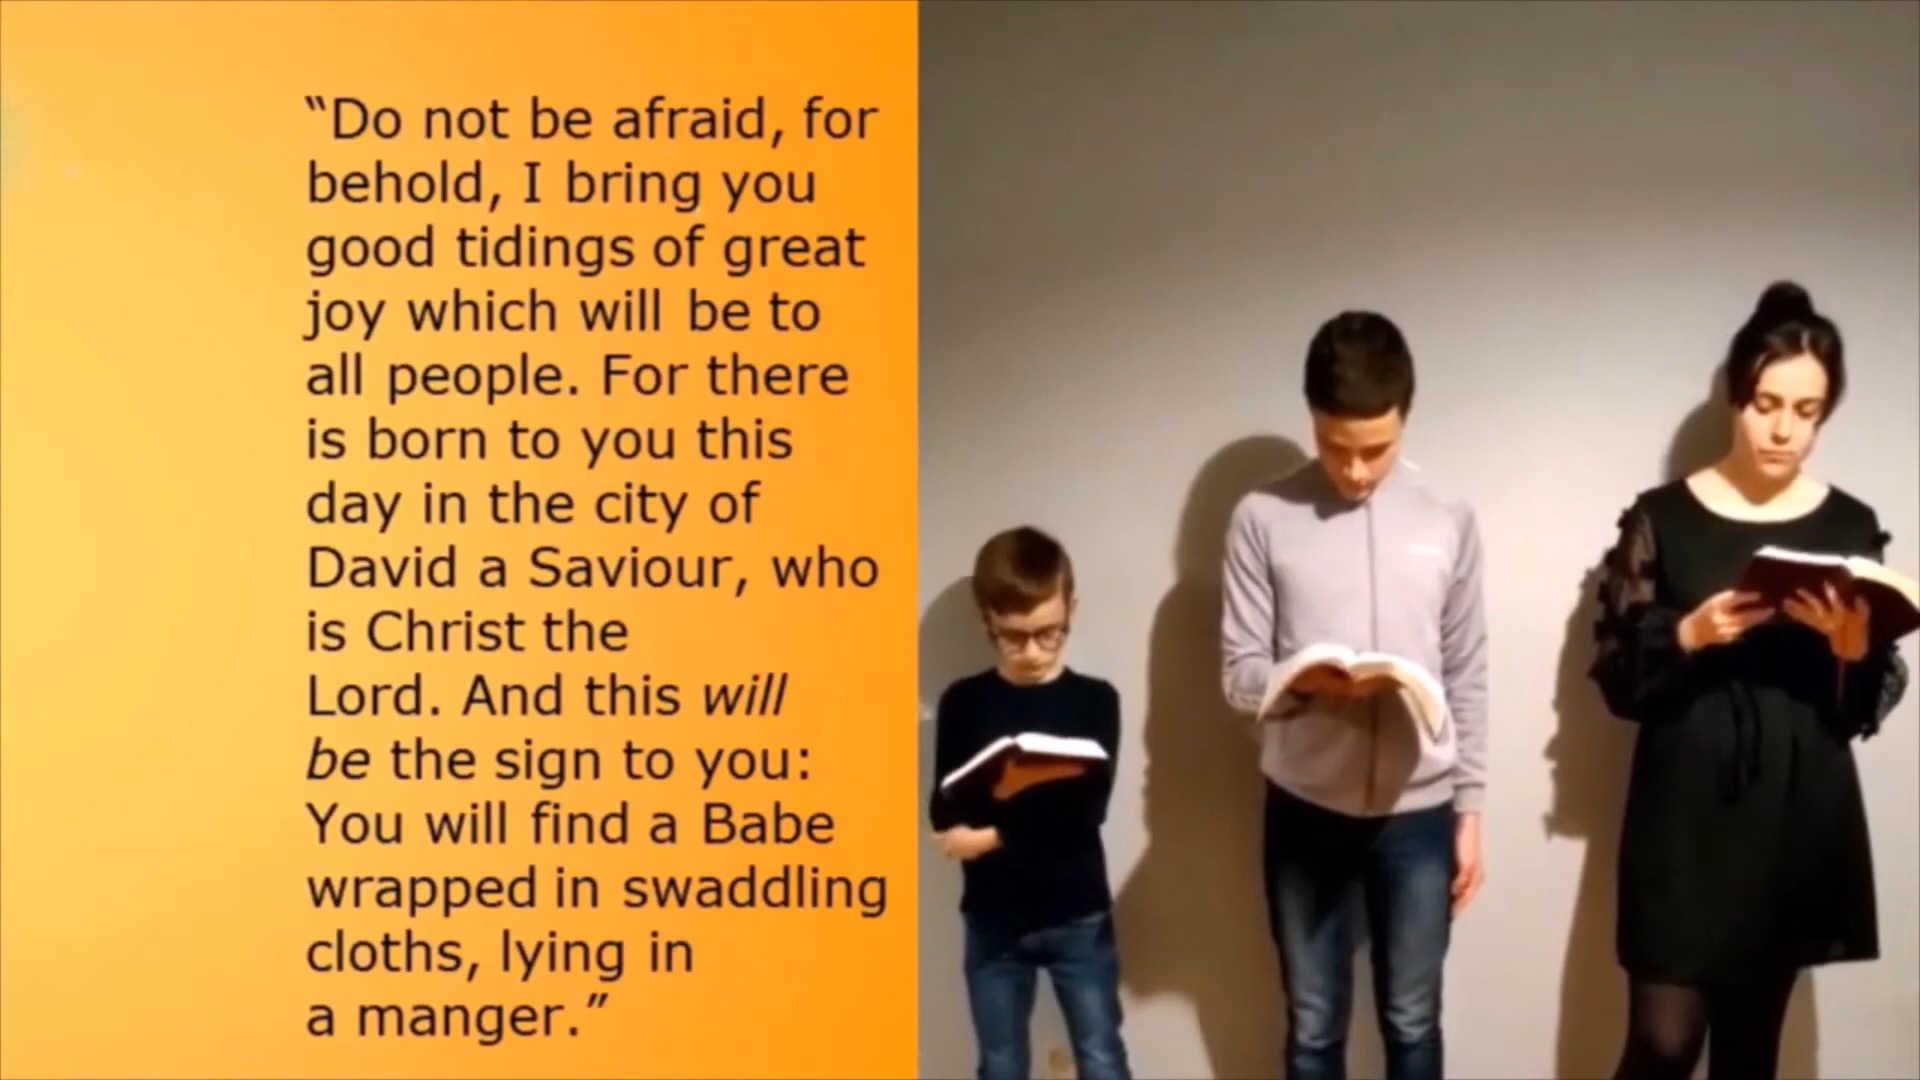 “Do not be afraid, for
behold, I bring you
good tidings of great
joy which will be to
all people. For there
is born to you this
day in the city of
David a Saviour, who
is Christ the
Lord. And this will
be the sign to you:
You will find a Babe
wrapped in swaddling
cloths, lying in
a manger.”